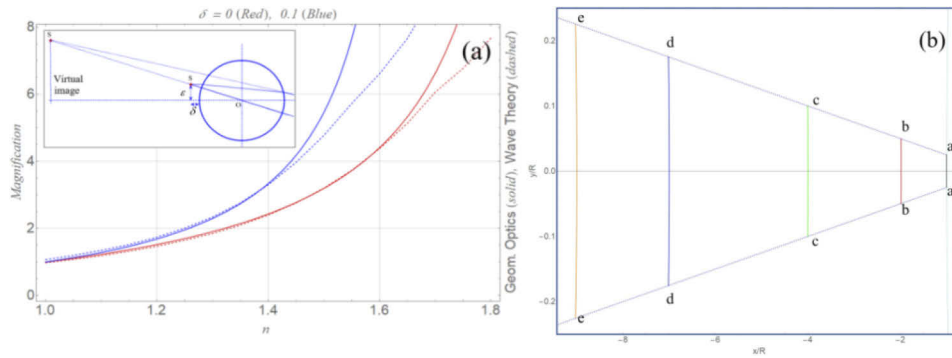 δ = 0 (Red), 0.1 (Blue)
(a)
Magnification
8
6
4
2
0
1.0
1.2
1.4
1.6
1.8
n
S
s
Virtual
image
ε
δ
O
Geom. Optics (solid), Wave Theory (dashed)
(b)
y/R
0.2
0.1
0.0
-0.1
-0.2
-8
-6
-4
-2
x/R
e
d
c
b
a
a
b
c
d
e